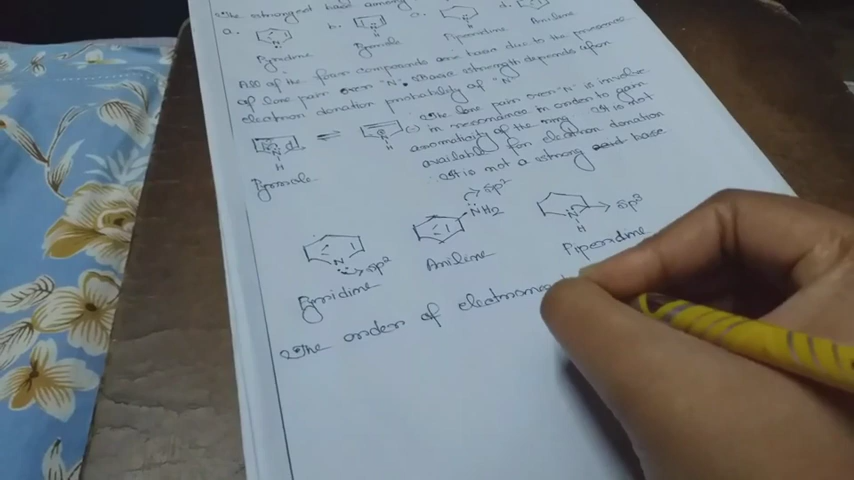 The strongest base among
a. b. c. d.
N H N H
Pyridine Pyrrole Piperidine Aniline
All of the four compounds are base due to the presence
of lone pair over "N". Base strength depends upon
electron donation probability of "N"
The lone pair over "N" is involve
(-) in resonance in order to gain
aromaticity of the ring. It is not
available for electron donation
It is not a strong base
N H N H
Pyrrole
sp²
NH2
N sp² N H sp³
Pyridine Aniline Piperidine
The order of electrone